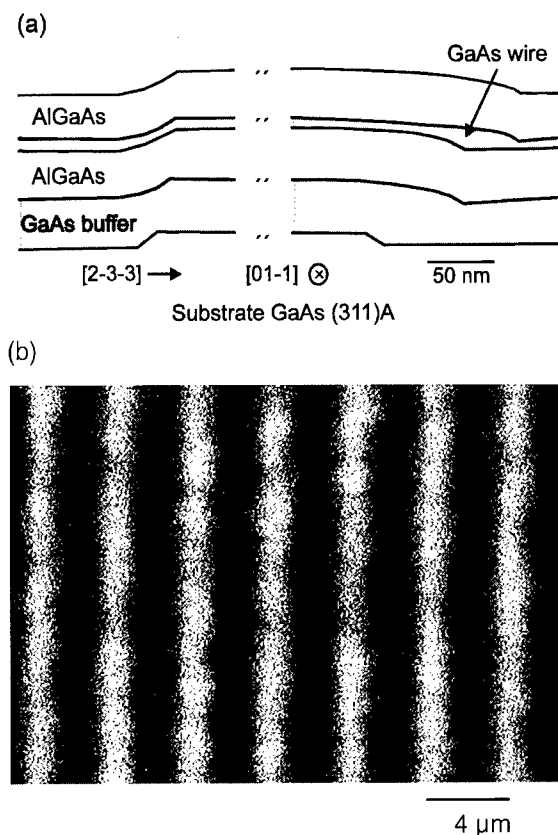 (a)
GaAs wire
AlGaAs
AlGaAs
GaAs buffer
[2-3-3]
[01-1]
50 nm
Substrate GaAs (311)A
(b)
4 µm